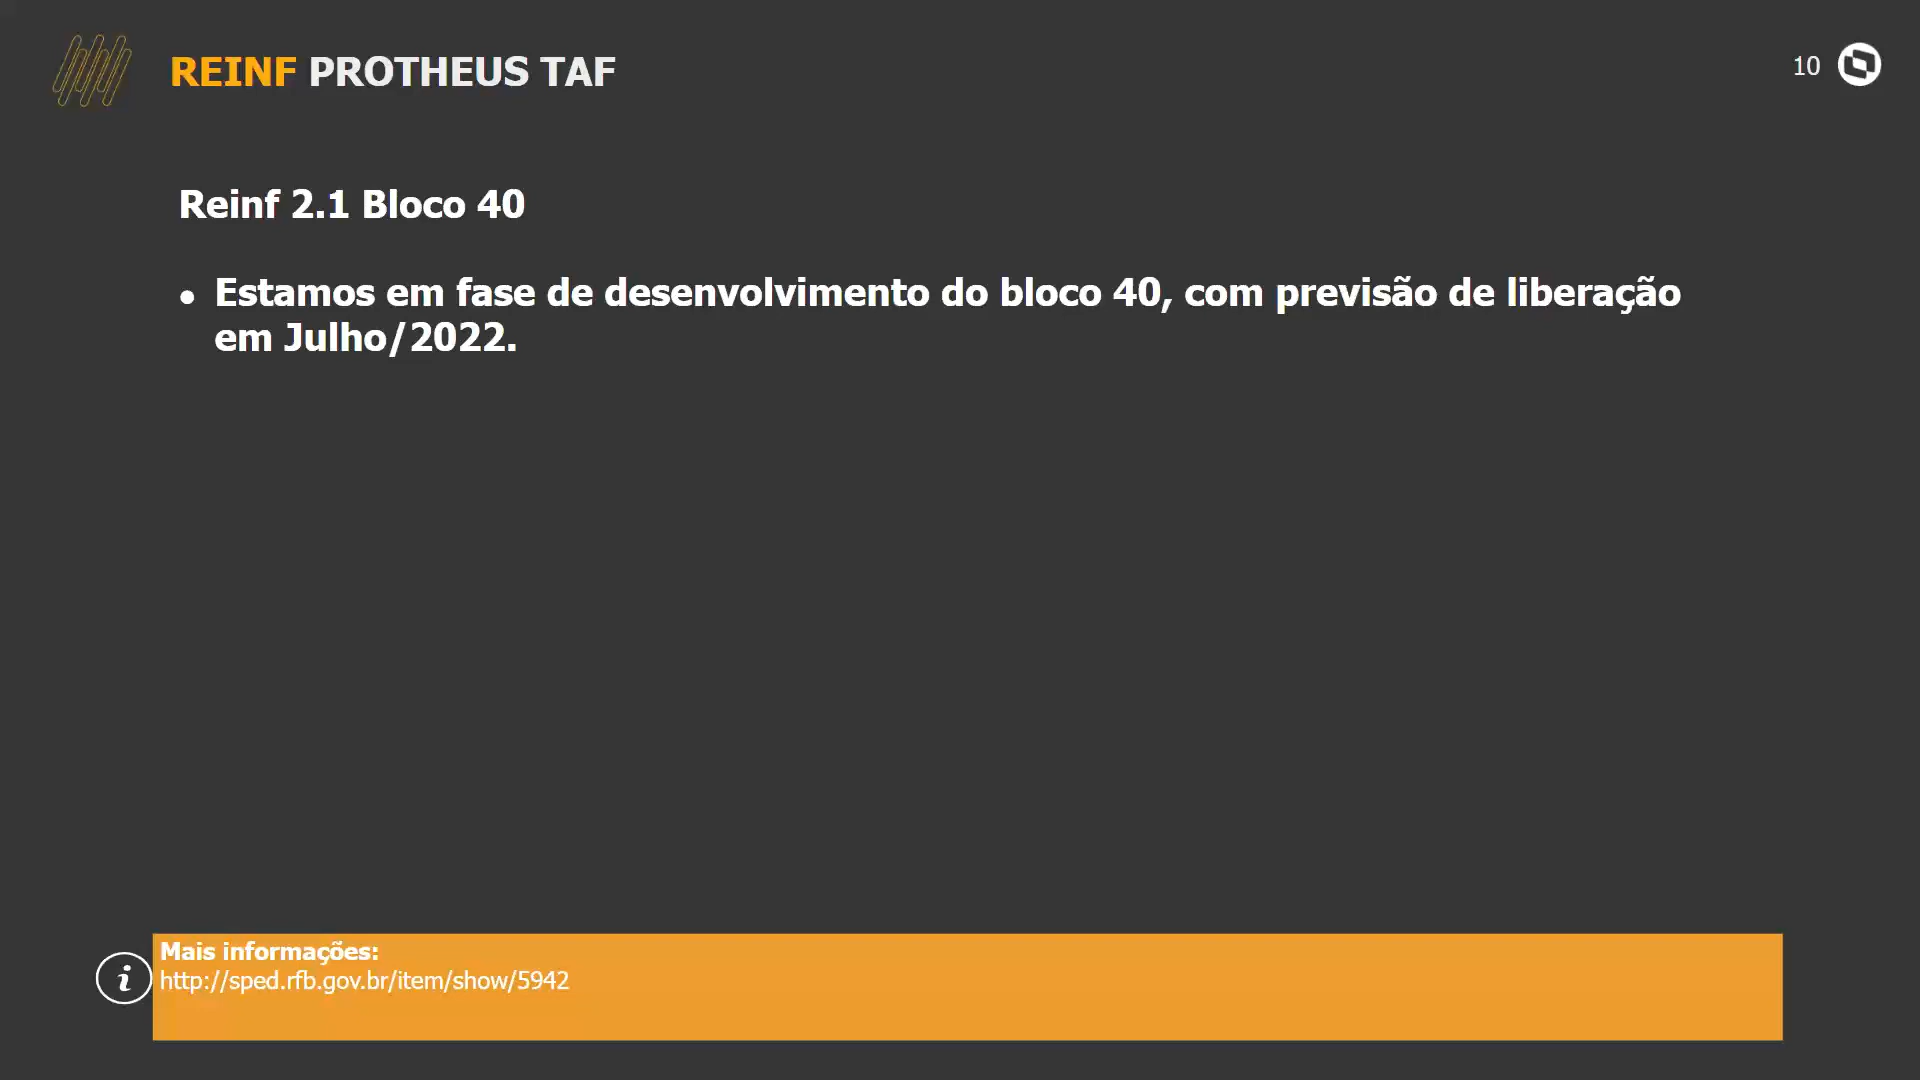 REINF PROTHEUS TAF
10
Reinf 2.1 Bloco 40
• Estamos em fase de desenvolvimento do bloco 40, com previsão de liberação
em Julho/2022.
Mais informações:
i
http://sped.rfb.gov.br/item/show/5942